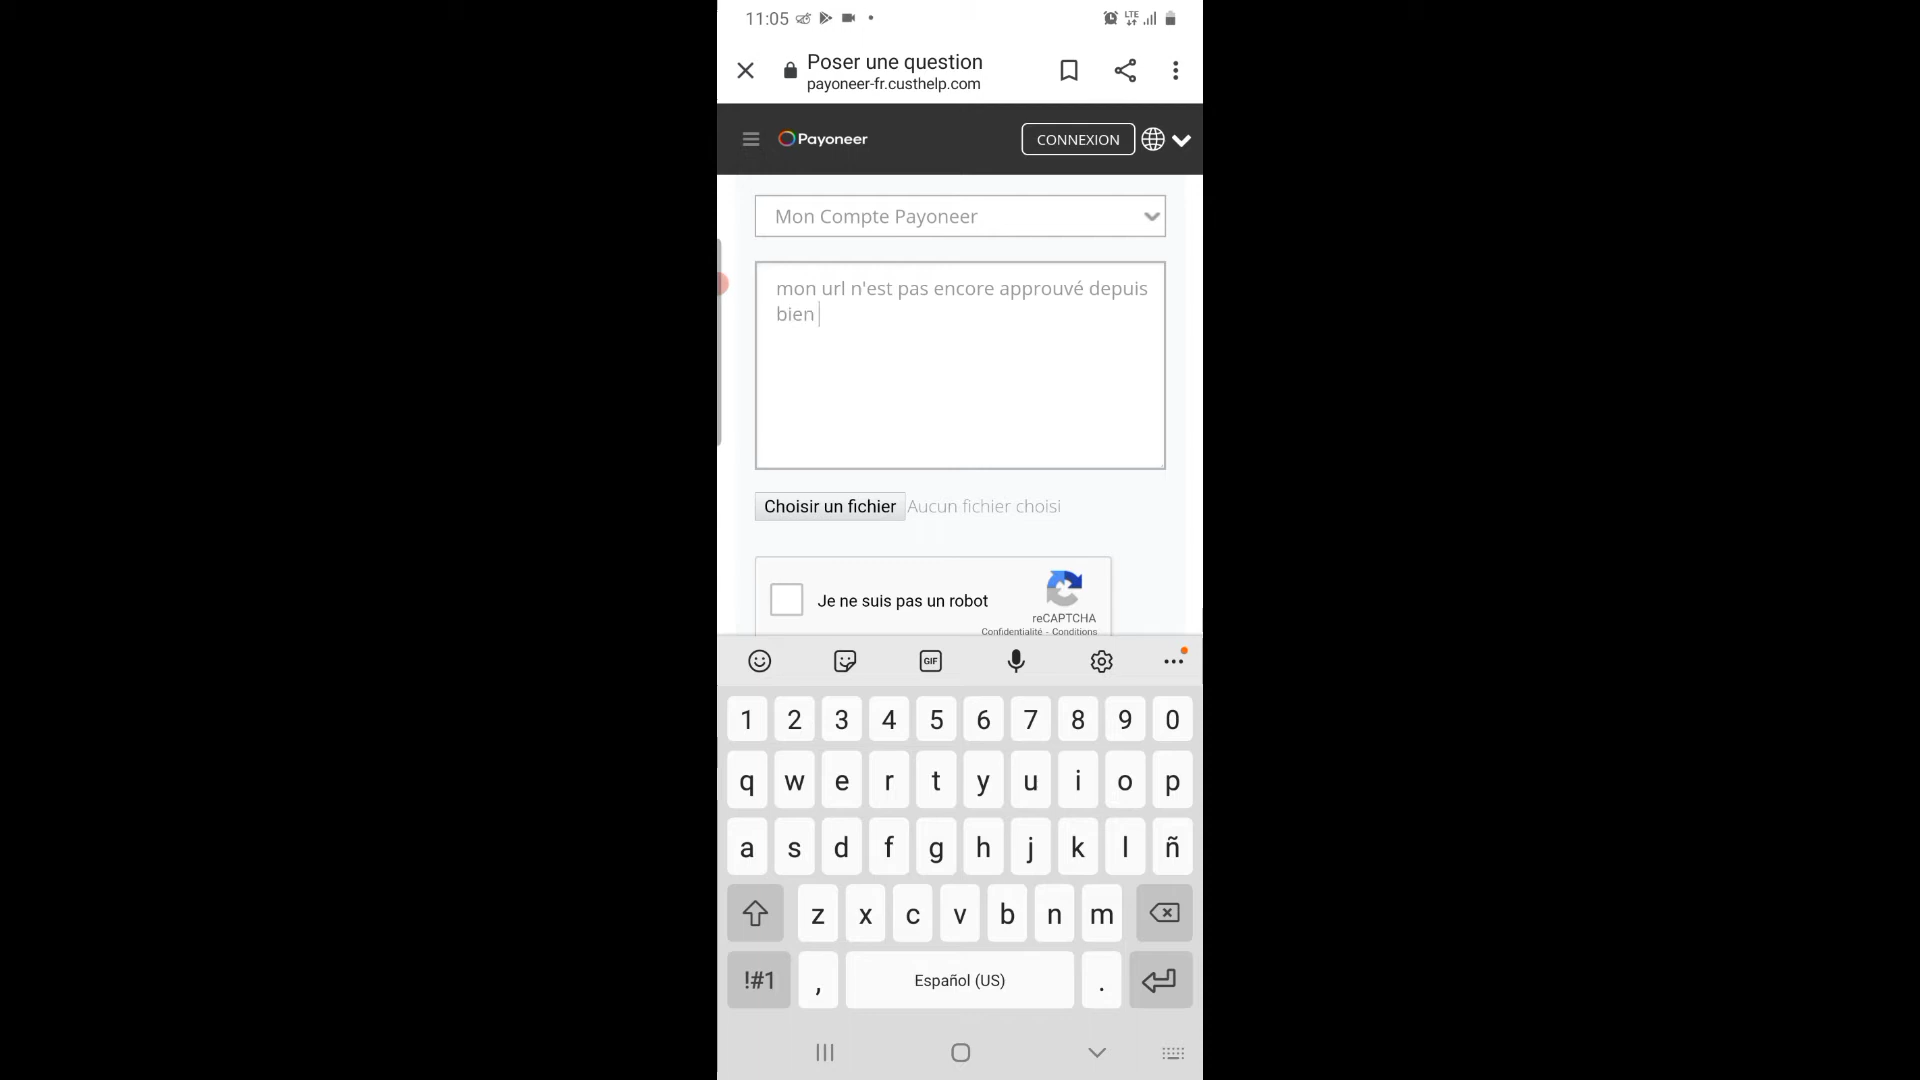 11:05
LTE
Poser une question
payoneer-fr.custhelp.com
Payoneer
CONNEXION
Mon Compte Payoneer
mon url n'est pas encore approuvé depuis
bien
Choisir un fichier Aucun fichier choisi
Je ne suis pas un robot
reCAPTCHA
Confidentialité - Conditions
GIF
1 2 3 4 5 6 7 8 9 0
q w e r t y u i o p
a s d f g h j k l ñ
z x c v b n m
!#1 , Español (US) .